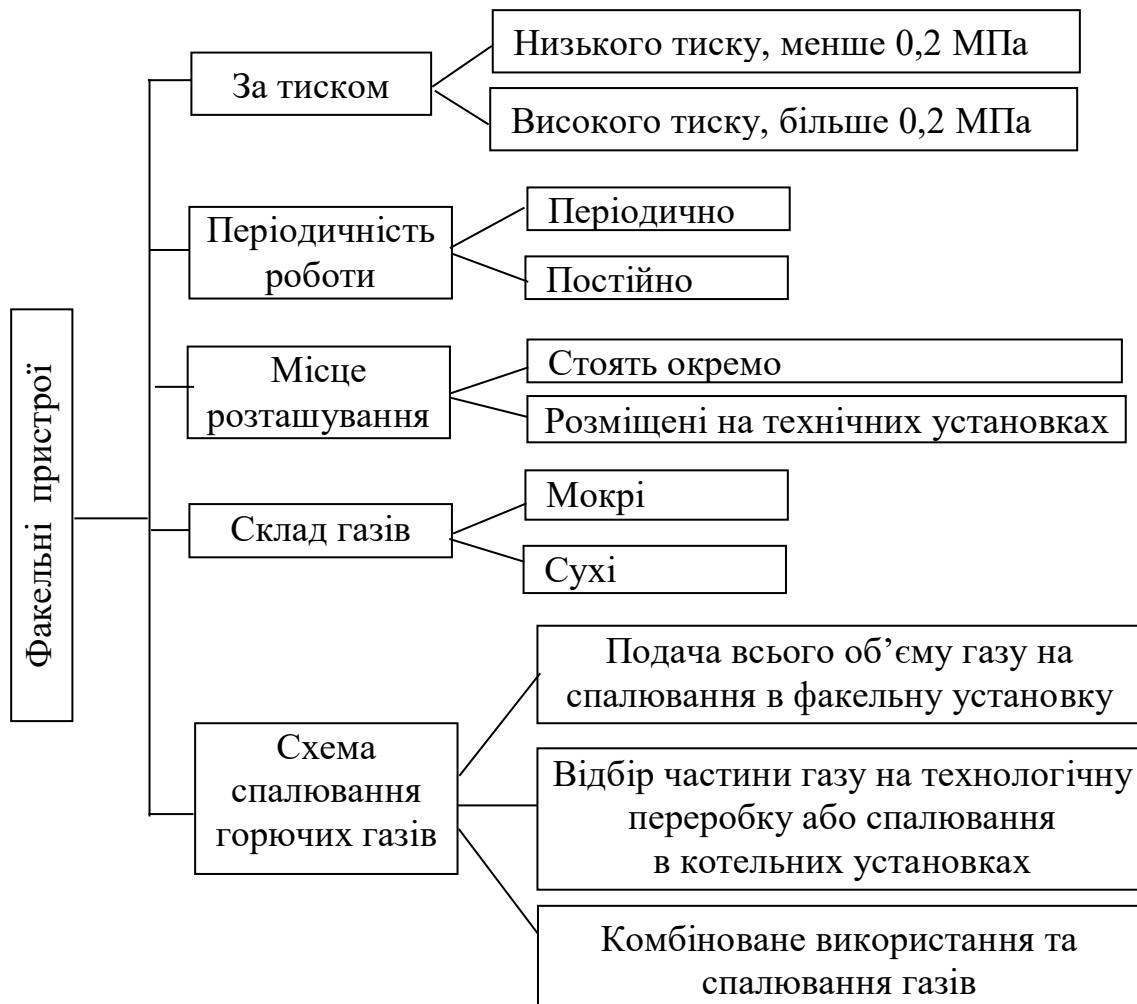 Факельні пристрої
За тиском
Низького тиску, менше 0,2 МПа
Високого тиску, більше 0,2 МПа
Періодичність
роботи
Періодично
Постійно
Місце
розташування
Стоять окремо
Розміщені на технічних установках
Склад газів
Мокрі
Сухі
Схема
спалювання
горючих газів
Подача всього об’єму газу на
спалювання в факельну установку
Відбір частини газу на технологічну
переробку або спалювання
в котельних установках
Комбіноване використання та
спалювання газів